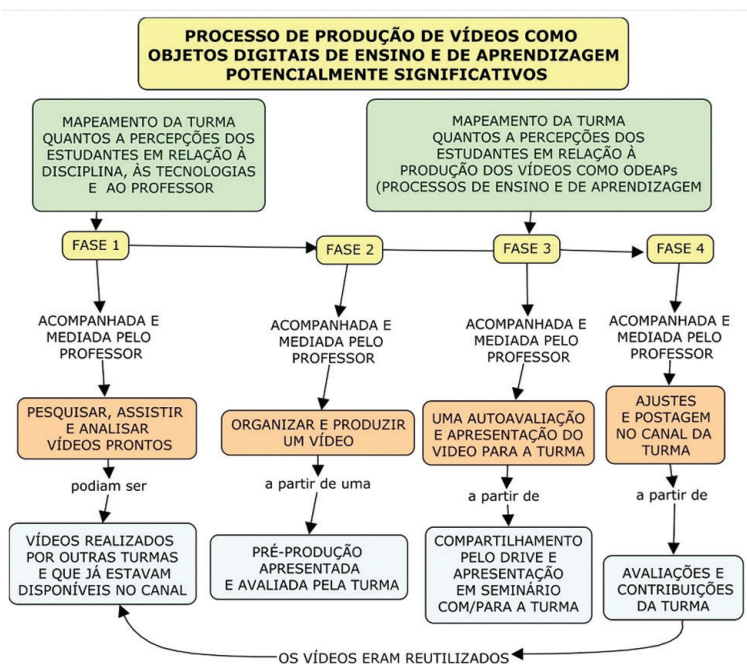 PROCESSO DE PRODUÇÃO DE VÍDEOS COMO
OBJETOS DIGITAIS DE ENSINO E DE APRENDIZAGEM
POTENCIALMENTE SIGNIFICATIVOS
MAPEAMENTO DA TURMA
QUANTOS A PERCEPÇÕES DOS
ESTUDANTES EM RELAÇÃO À
DISCIPLINA, ÀS TECNOLOGIAS
E AO PROFESSOR
MAPEAMENTO DA TURMA
QUANTOS A PERCEPÇÕES DOS
ESTUDANTES EM RELAÇÃO À
PRODUÇÃO DOS VÍDEOS COMO ODEAPs
(PROCESSOS DE ENSINO E DE APRENDIZAGEM
FASE 1
FASE 2
FASE 3
FASE 4
ACOMPANHADA E
MEDIADA PELO
PROFESSOR
ACOMPANHADA E
MEDIADA PELO
PROFESSOR
ACOMPANHADA E
MEDIADA PELO
PROFESSOR
ACOMPANHADA E
MEDIADA PELO
PROFESSOR
PESQUISAR, ASSISTIR
E ANALISAR
VÍDEOS PRONTOS
ORGANIZAR E PRODUZIR
UM VÍDEO
UMA AUTOAVALIAÇÃO
E APRESENTAÇÃO DO
VIDEO PARA A TURMA
AJUSTES
E POSTAGEM
NO CANAL DA
TURMA
podiam ser
a partir de uma
a partir de
a partir de
VÍDEOS REALIZADOS
POR OUTRAS TURMAS
E QUE JÁ ESTAVAM
DISPONÍVEIS NO CANAL
PRÉ-PRODUÇÃO
APRESENTADA
E AVALIADA PELA TURMA
COMPARTILHAMENTO
PELO DRIVE E
APRESENTAÇÃO
EM SEMINÁRIO
COM/PARA A TURMA
AVALIAÇÕES E
CONTRIBUIÇÕES
DA TURMA
OS VÍDEOS ERAM REUTILIZADOS